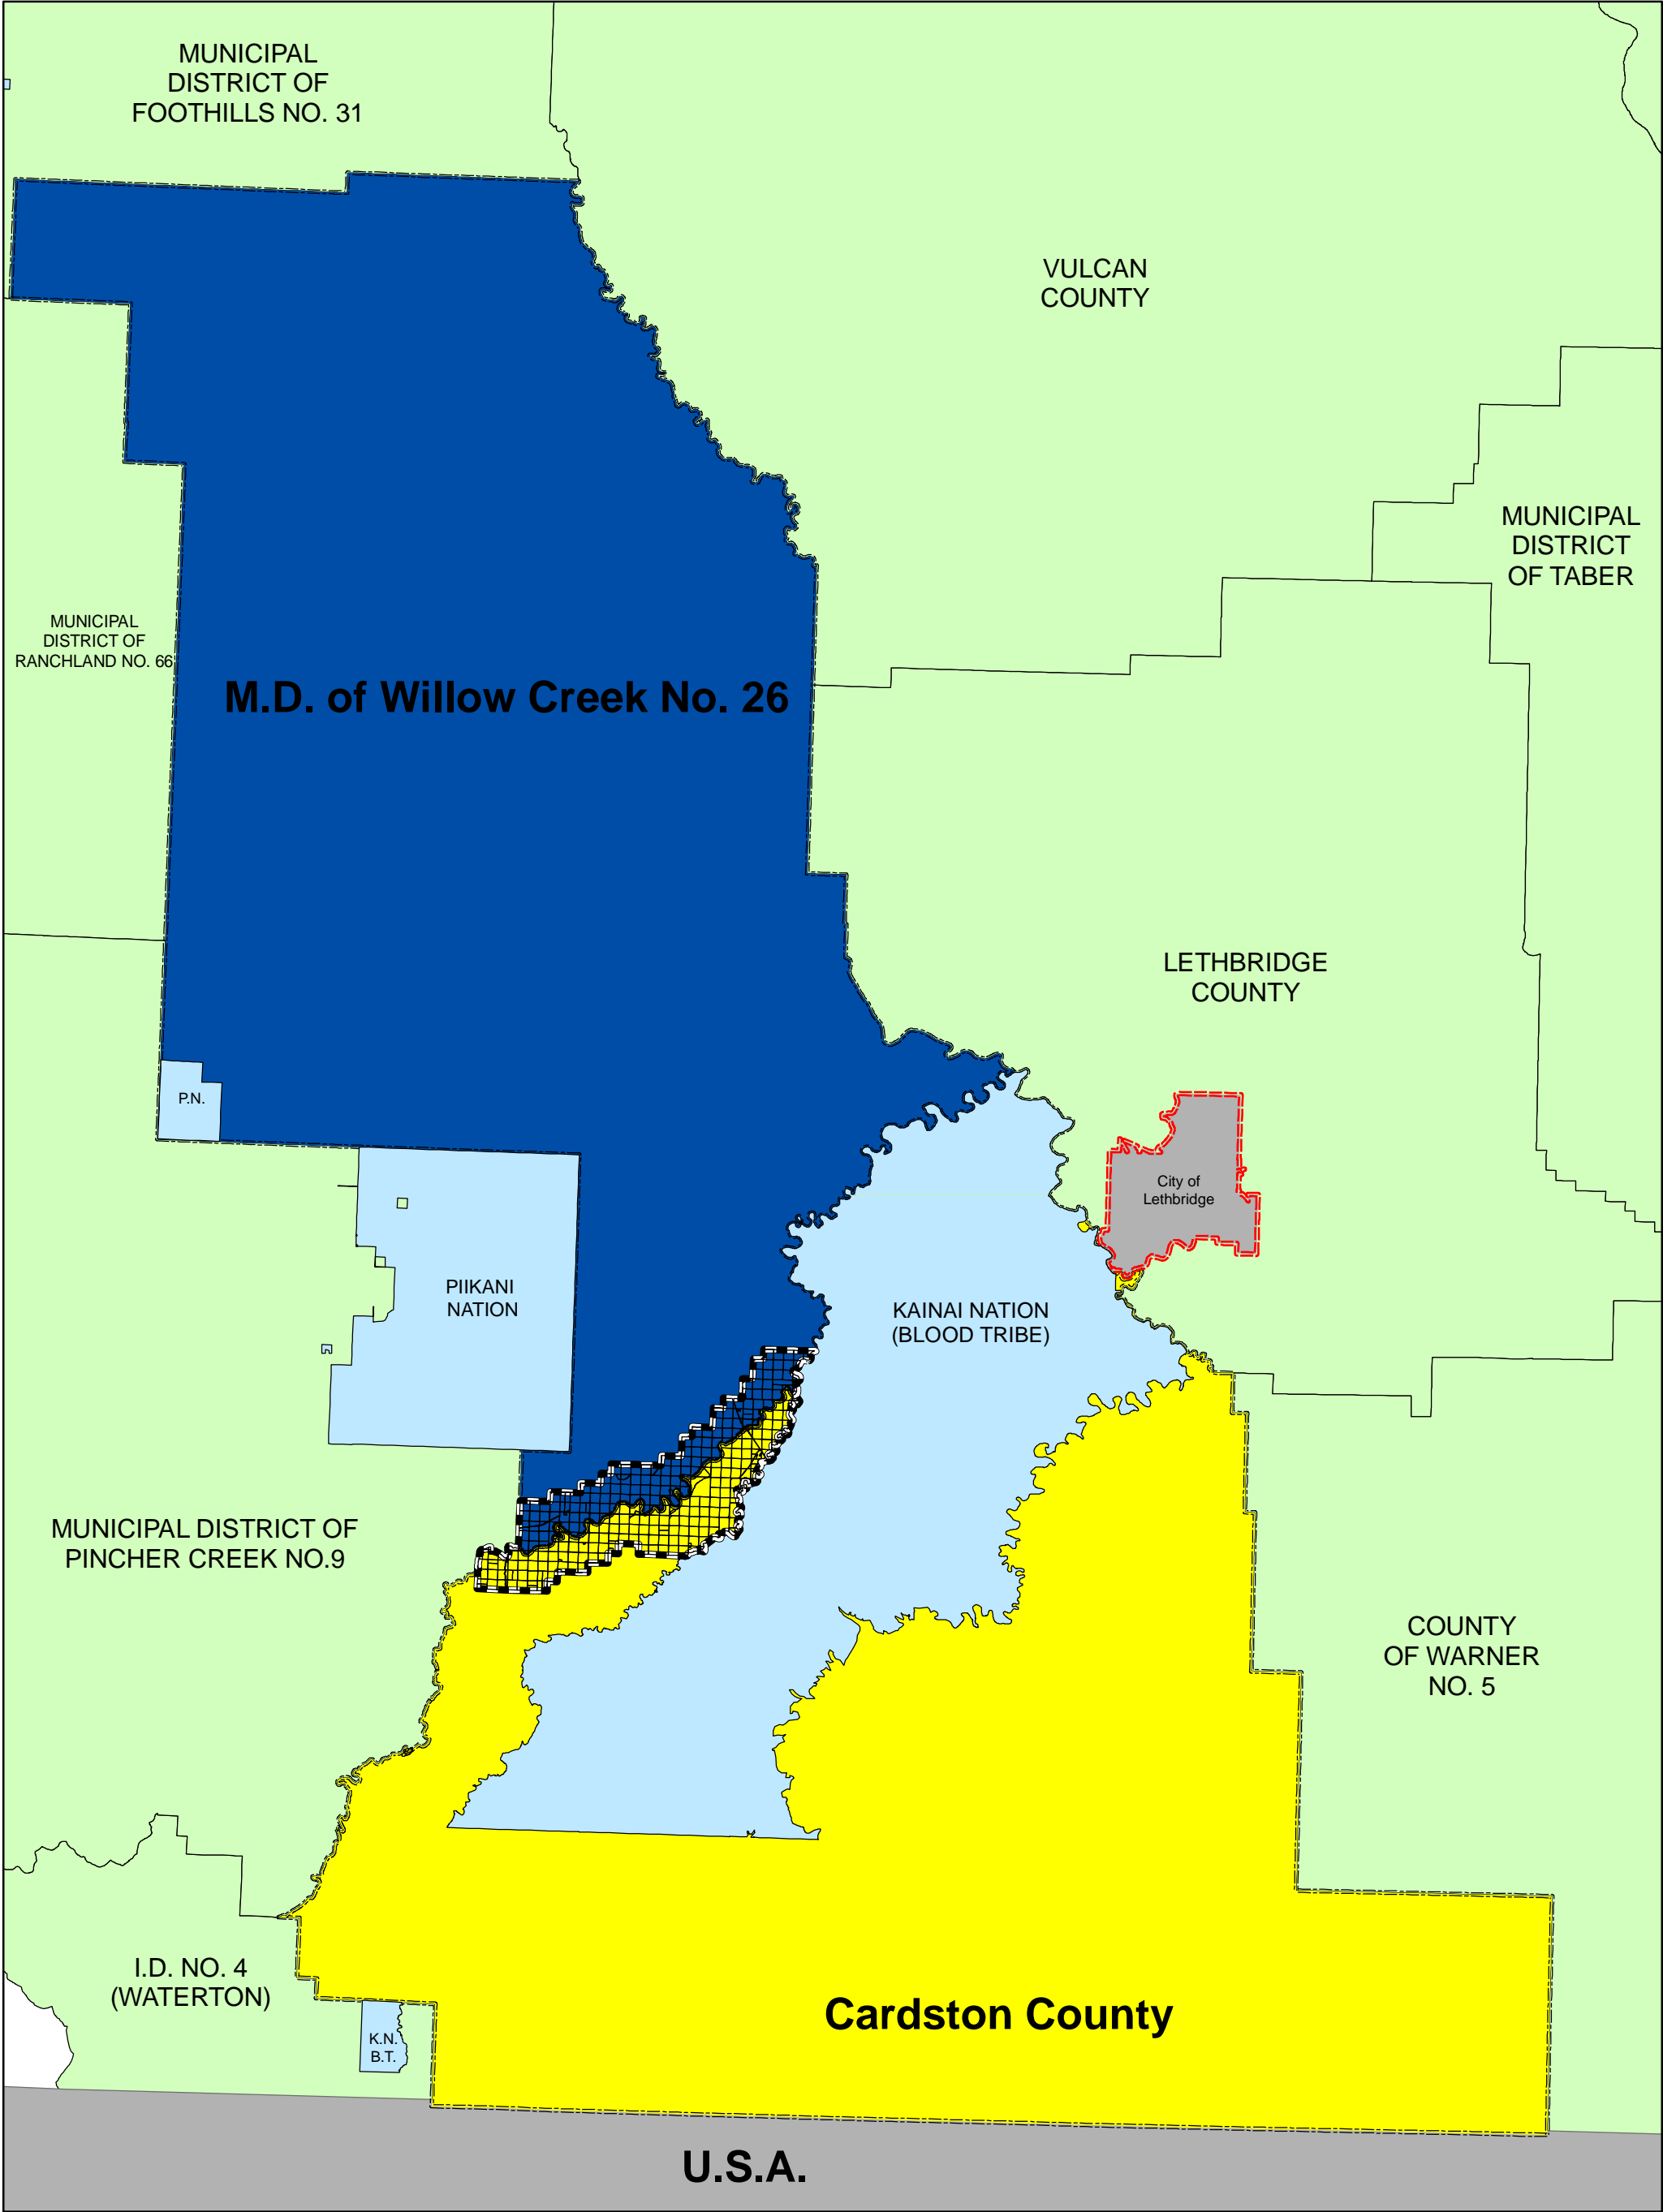 MUNICIPAL
DISTRICT OF
FOOTHILLS NO. 31
VULCAN
COUNTY
MUNICIPAL
DISTRICT
OF TABER
MUNICIPAL
DISTRICT OF
RANCHLAND NO. 66
M.D. of Willow Creek No. 26
LETHBRIDGE
COUNTY
P.N.
City of
Lethbridge
PIIKANI
NATION
KAINAI NATION
(BLOOD TRIBE)
MUNICIPAL DISTRICT OF
PINCHER CREEK NO.9
COUNTY
OF WARNER
NO. 5
I.D. NO. 4
(WATERTON)
Cardston County
K.N.
B.T.
U.S.A.